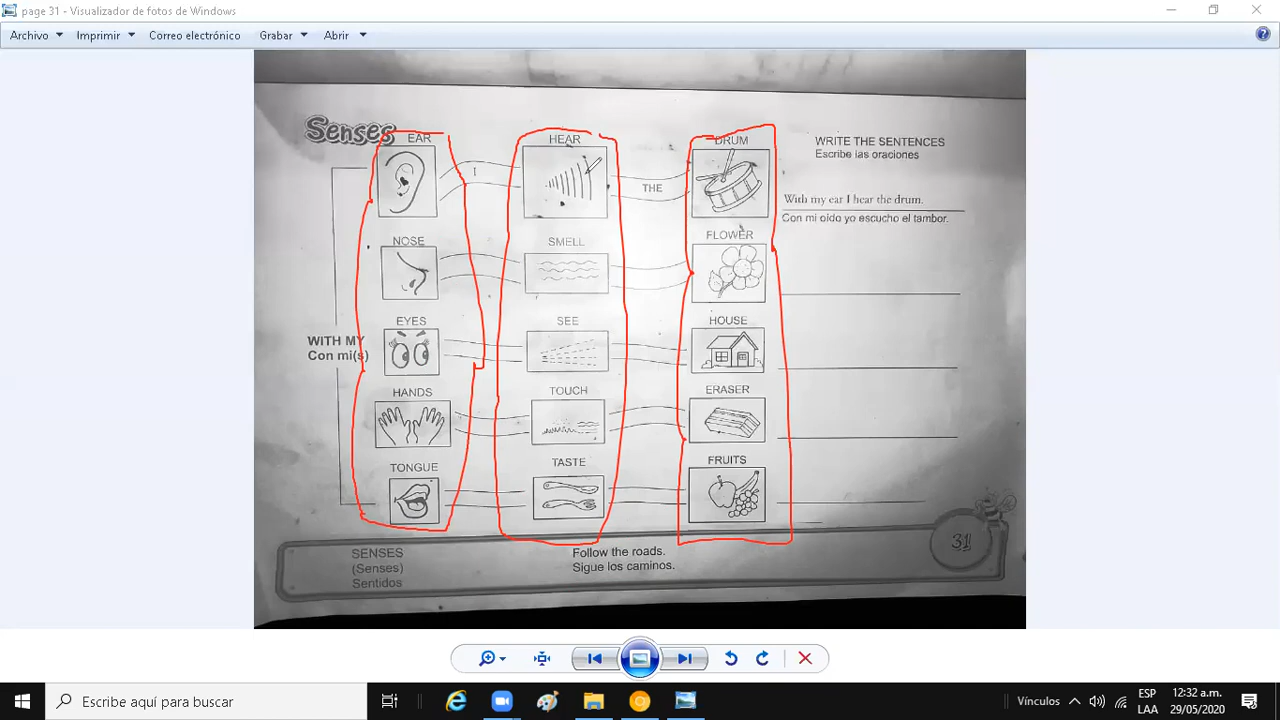 page 31 - Visualizador de fotos de Windows
Archivo Imprimir Correo electrónico Grabar Abrir
Senses
EAR HEAR DRUM
WRITE THE SENTENCES
Escribe las oraciones
I THE
With my ear I hear the drum.
Con mi oído yo escucho el tambor.
NOSE SMELL FLOWER
EYES SEE HOUSE
WITH MY
Con mi(s)
HANDS TOUCH ERASER
TONGUE TASTE FRUITS
31
SENSES
(Senses)
Sentidos
Follow the roads.
Sigue los caminos.
Escribe aquí para buscar
Vínculos
ESP
LAA
12:32 a.m.
29/05/2020